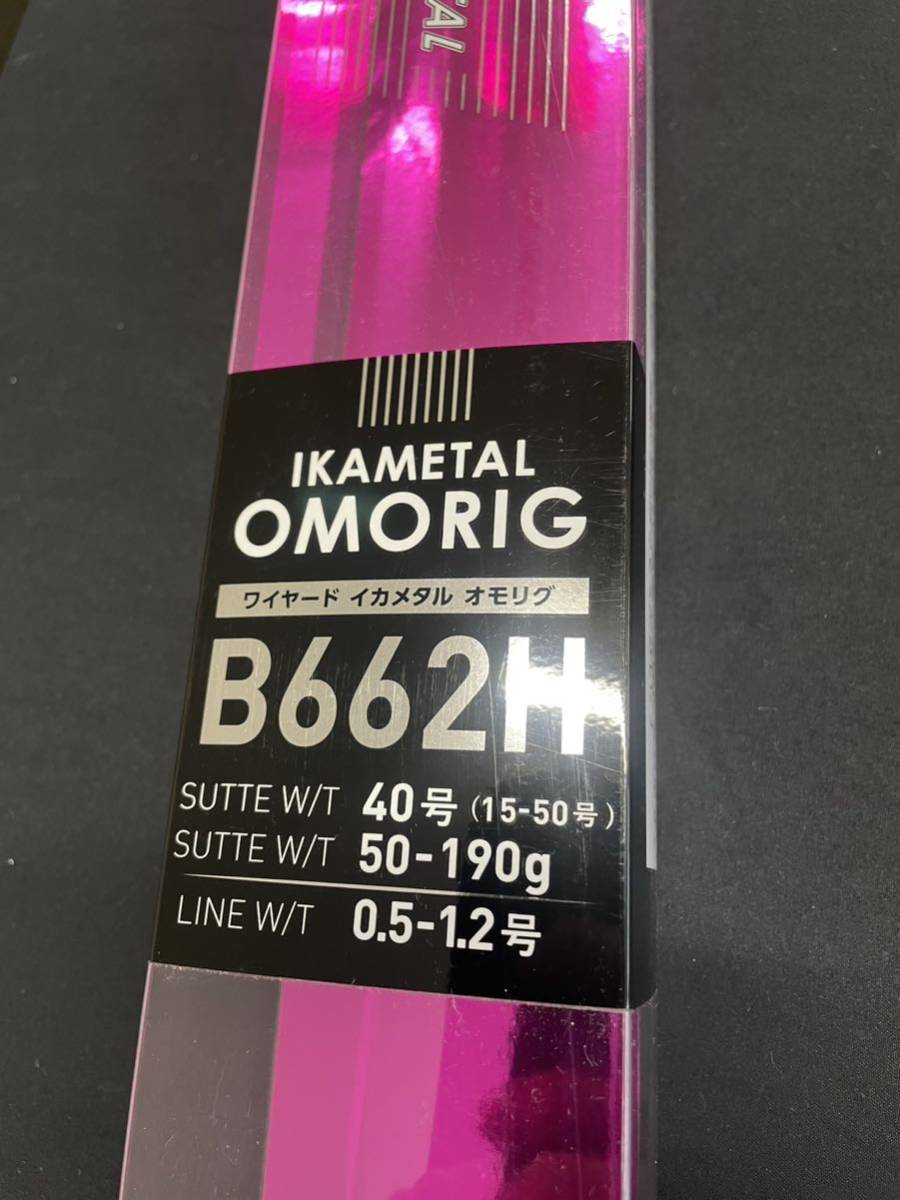 TAL
IKAMETAL
OMORIG
ワイヤード イカメタル オモリグ
B662H
SUTTE W/T 40号 (15-50号)
SUTTE W/T 50-190g
LINE W/T 0.5-1.2号